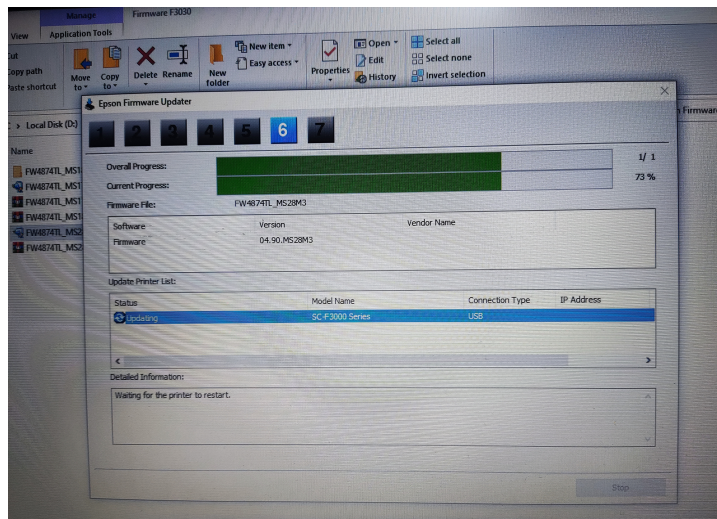 Manage
Firmware F3030
View
Application Tools
Cut
Copy path
Paste shortcut
Move to
Copy to
Delete
Rename
New folder
New item
Easy access
Properties
Open
Edit
History
Select all
Select none
Invert selection
> Local Disk (D:)
Firmwar
Name
FW4874TL_MS1
FW4874TL_MS1
FW4874TL_MS1
FW4874TL_MS1
FW4874TL_MS2
FW4874TL_MS2
Epson Firmware Updater
1 2 3 4 5 6 7
Overall Progress: 1/ 1
Current Progress: 73 %
Firmware File: FW4874TL_MS28M3
Software Version Vendor Name
Firmware 04.90.MS28M3
Update Printer List:
Status Model Name Connection Type IP Address
Updating SC-F3000 Series USB
Detailed Information:
Waiting for the printer to restart.
Stop